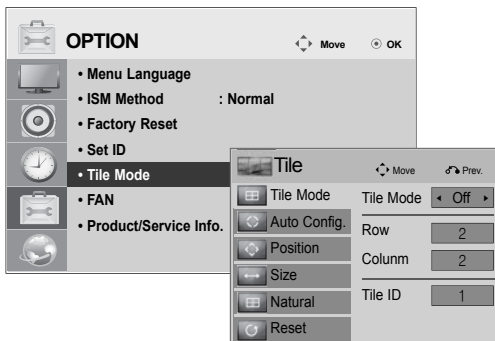 OPTION
Move
OK
• Menu Language
• ISM Method : Normal
• Factory Reset
• Set ID
• Tile Mode
• FAN
• Product/Service Info.
Tile
Move
Prev.
Tile Mode
Auto Config.
Position
Size
Natural
Reset
Tile Mode Off
Row 2
Colunm 2
Tile ID 1